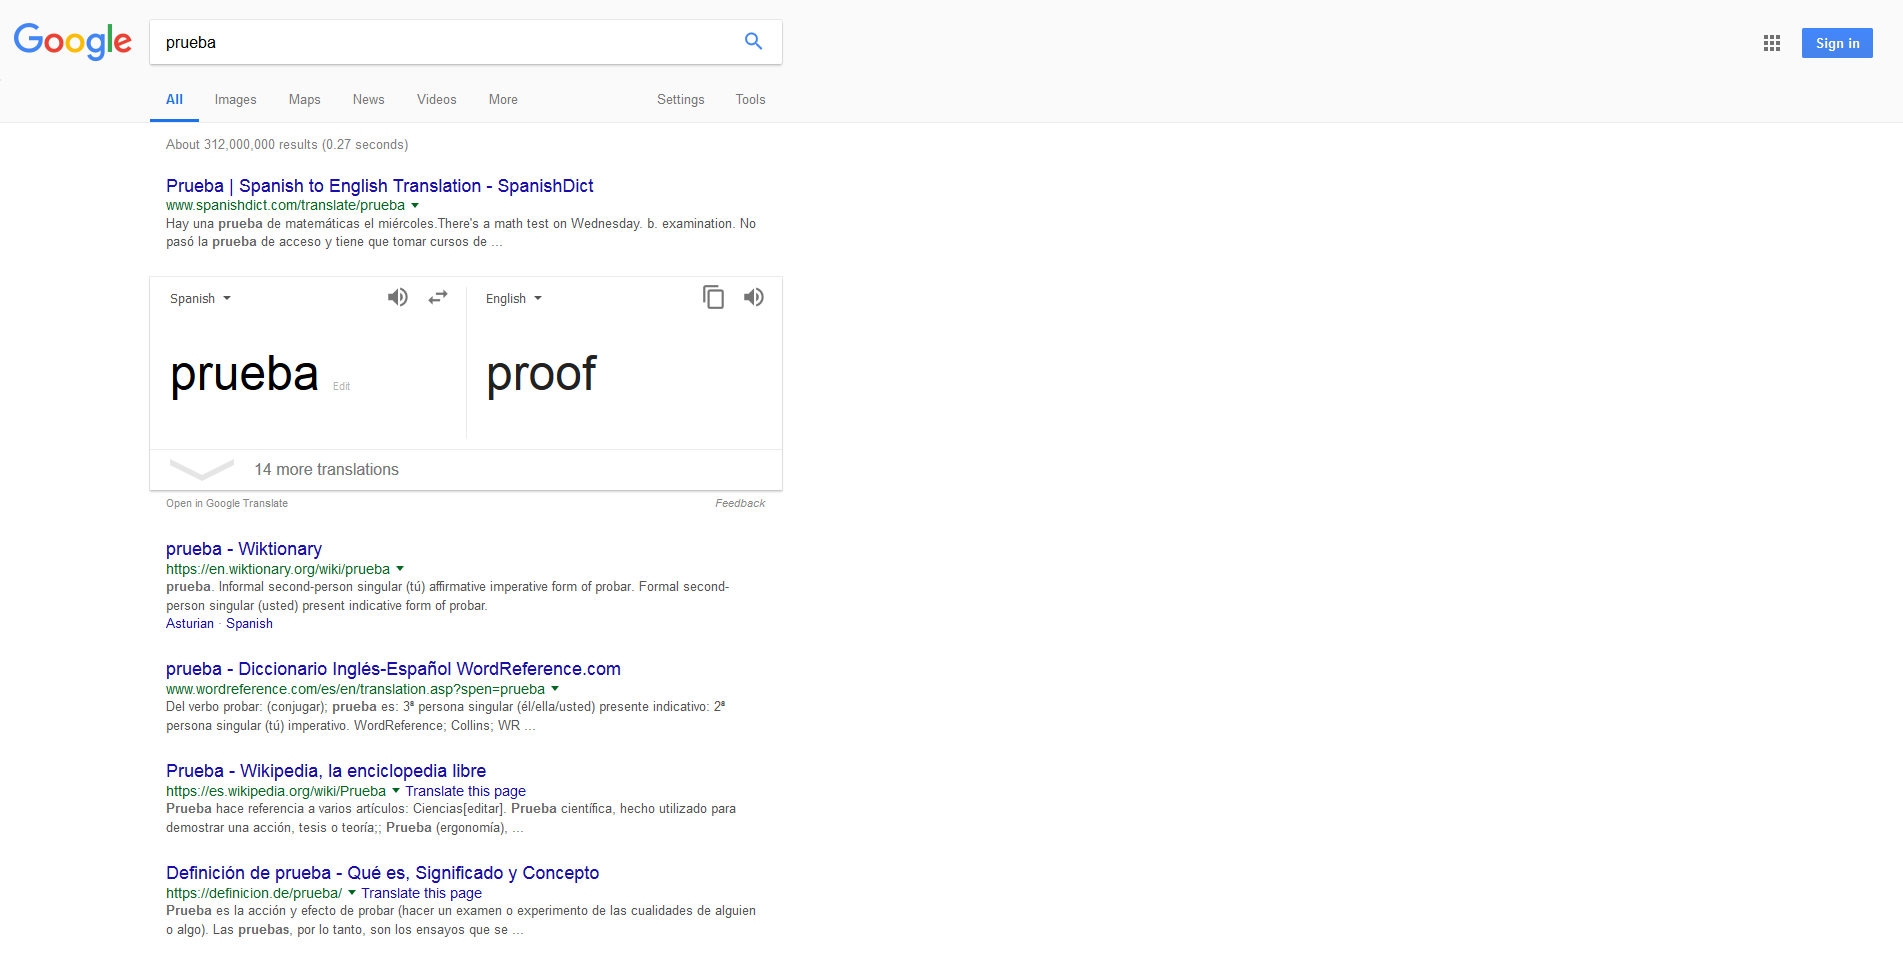 Google
prueba
Sign in
All Images Maps News Videos More Settings Tools
About 312,000,000 results (0.27 seconds)
Prueba | Spanish to English Translation - SpanishDict
www.spanishdict.com/translate/prueba
Hay una prueba de matemáticas el miércoles.There's a math test on Wednesday. b. examination. No
pasó la prueba de acceso y tiene que tomar cursos de ...
Spanish English
prueba Edit proof
14 more translations
Open in Google Translate Feedback
prueba - Wiktionary
https://en.wiktionary.org/wiki/prueba
prueba. Informal second-person singular (tú) affirmative imperative form of probar. Formal second-
person singular (usted) present indicative form of probar.
Asturian · Spanish
prueba - Diccionario Inglés-Español WordReference.com
www.wordreference.com/es/en/translation.asp?spen=prueba
Del verbo probar: (conjugar); prueba es: 3ª persona singular (él/ella/usted) presente indicativo: 2ª
persona singular (tú) imperativo. WordReference; Collins; WR ...
Prueba - Wikipedia, la enciclopedia libre
https://es.wikipedia.org/wiki/Prueba Translate this page
Prueba hace referencia a varios artículos: Ciencias[editar]. Prueba científica, hecho utilizado para
demostrar una acción, tesis o teoría;; Prueba (ergonomía), ...
Definición de prueba - Qué es, Significado y Concepto
https://definicion.de/prueba/ Translate this page
Prueba es la acción y efecto de probar (hacer un examen o experimento de las cualidades de alguien
o algo). Las pruebas, por lo tanto, son los ensayos que se ...